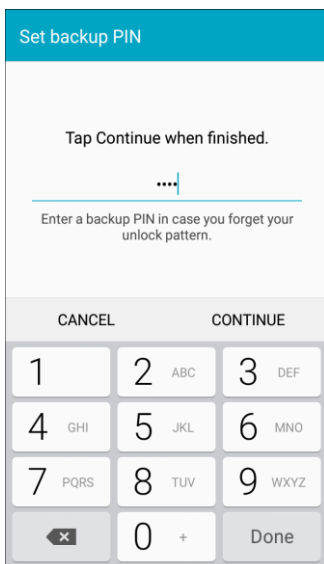 Set backup PIN
Tap Continue when finished.
••••
Enter a backup PIN in case you forget your
unlock pattern.
CANCEL CONTINUE
1 2 ABC 3 DEF
4 GHI 5 JKL 6 MNO
7 PQRS 8 TUV 9 WXYZ
0 + Done